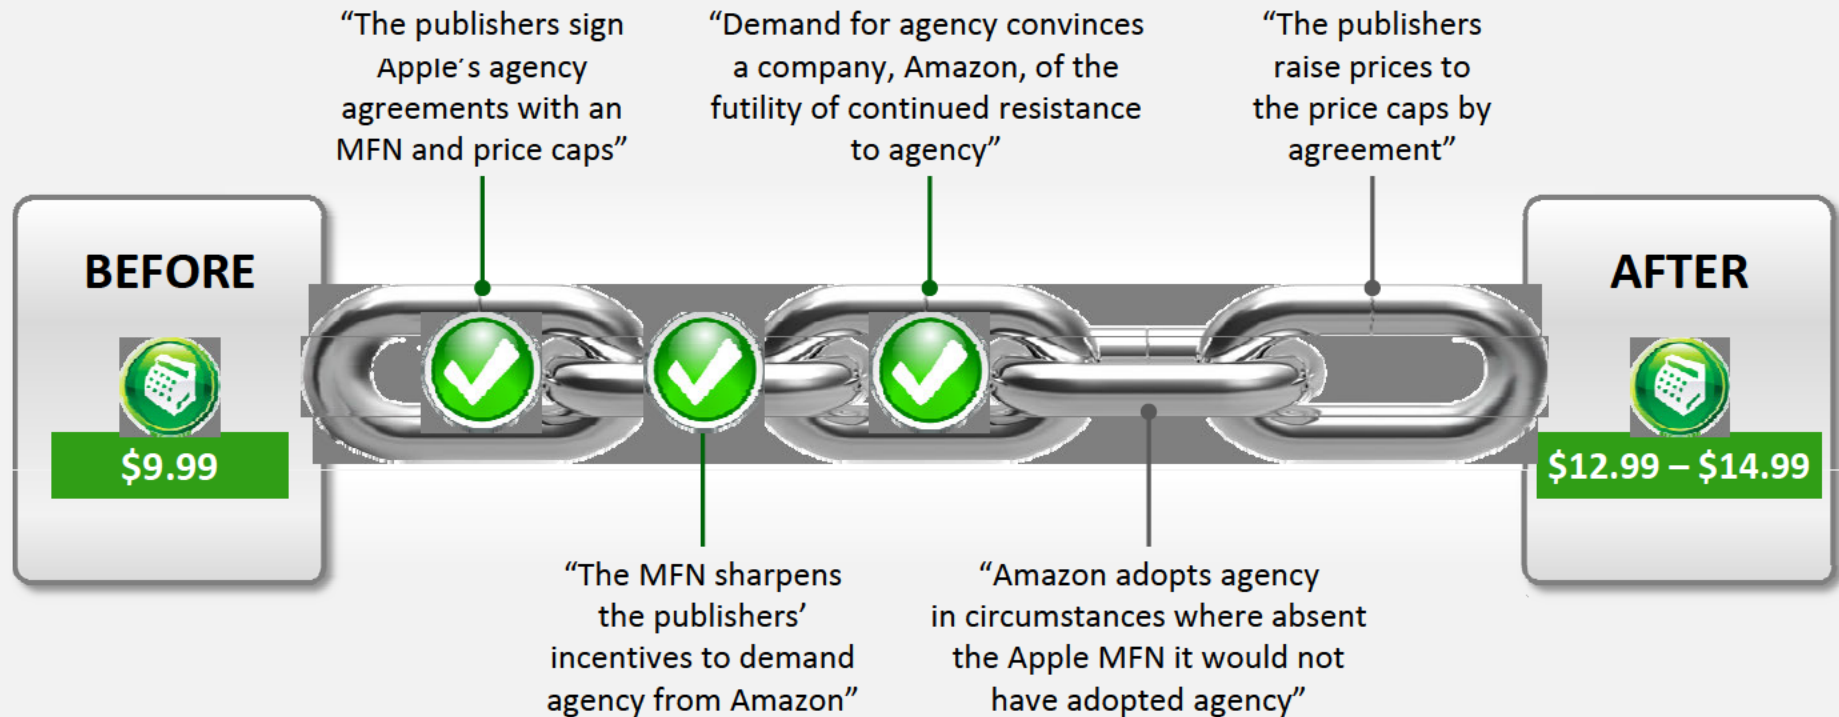 “The publishers sign
Apple’s agency
agreements with an
MFN and price caps”
“Demand for agency convinces
a company, Amazon, of the
futility of continued resistance
to agency”
“The publishers
raise prices to
the price caps by
agreement”
BEFORE
$9.99
AFTER
$12.99 – $14.99
“The MFN sharpens
the publishers’
incentives to demand
agency from Amazon”
“Amazon adopts agency
in circumstances where absent
the Apple MFN it would not
have adopted agency”